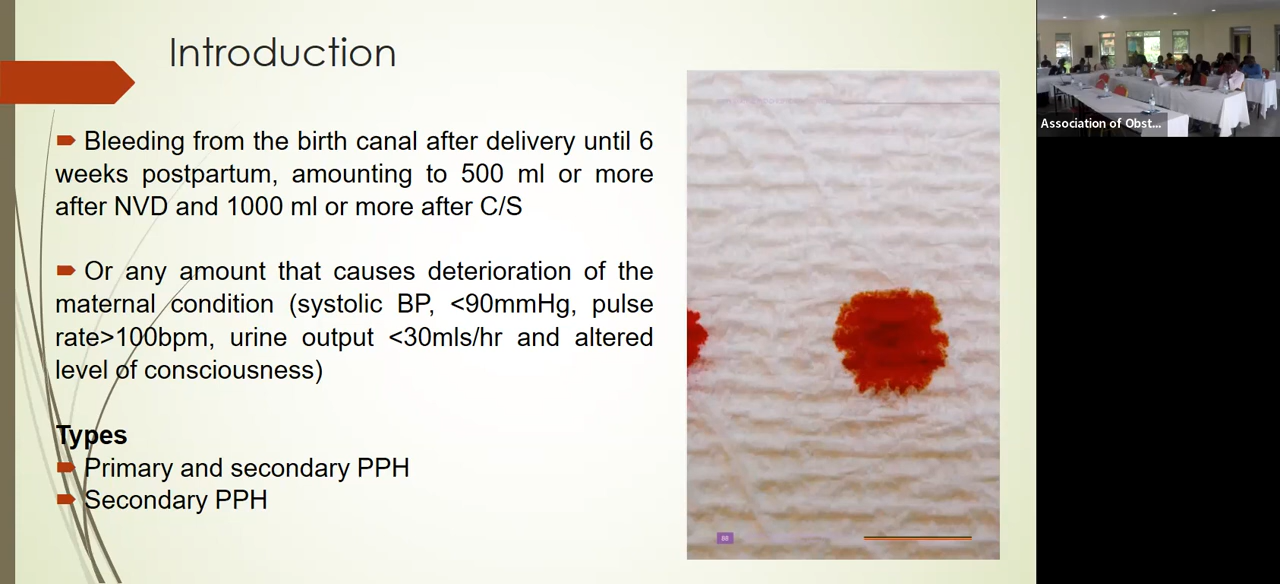 Introduction
Bleeding from the birth canal after delivery until 6
weeks postpartum, amounting to 500 ml or more
after NVD and 1000 ml or more after C/S
Or any amount that causes deterioration of the
maternal condition (systolic BP, <90mmHg, pulse
rate>100bpm, urine output <30mls/hr and altered
level of consciousness)
Types
Primary and secondary PPH
Secondary PPH
88
Association of Obst...